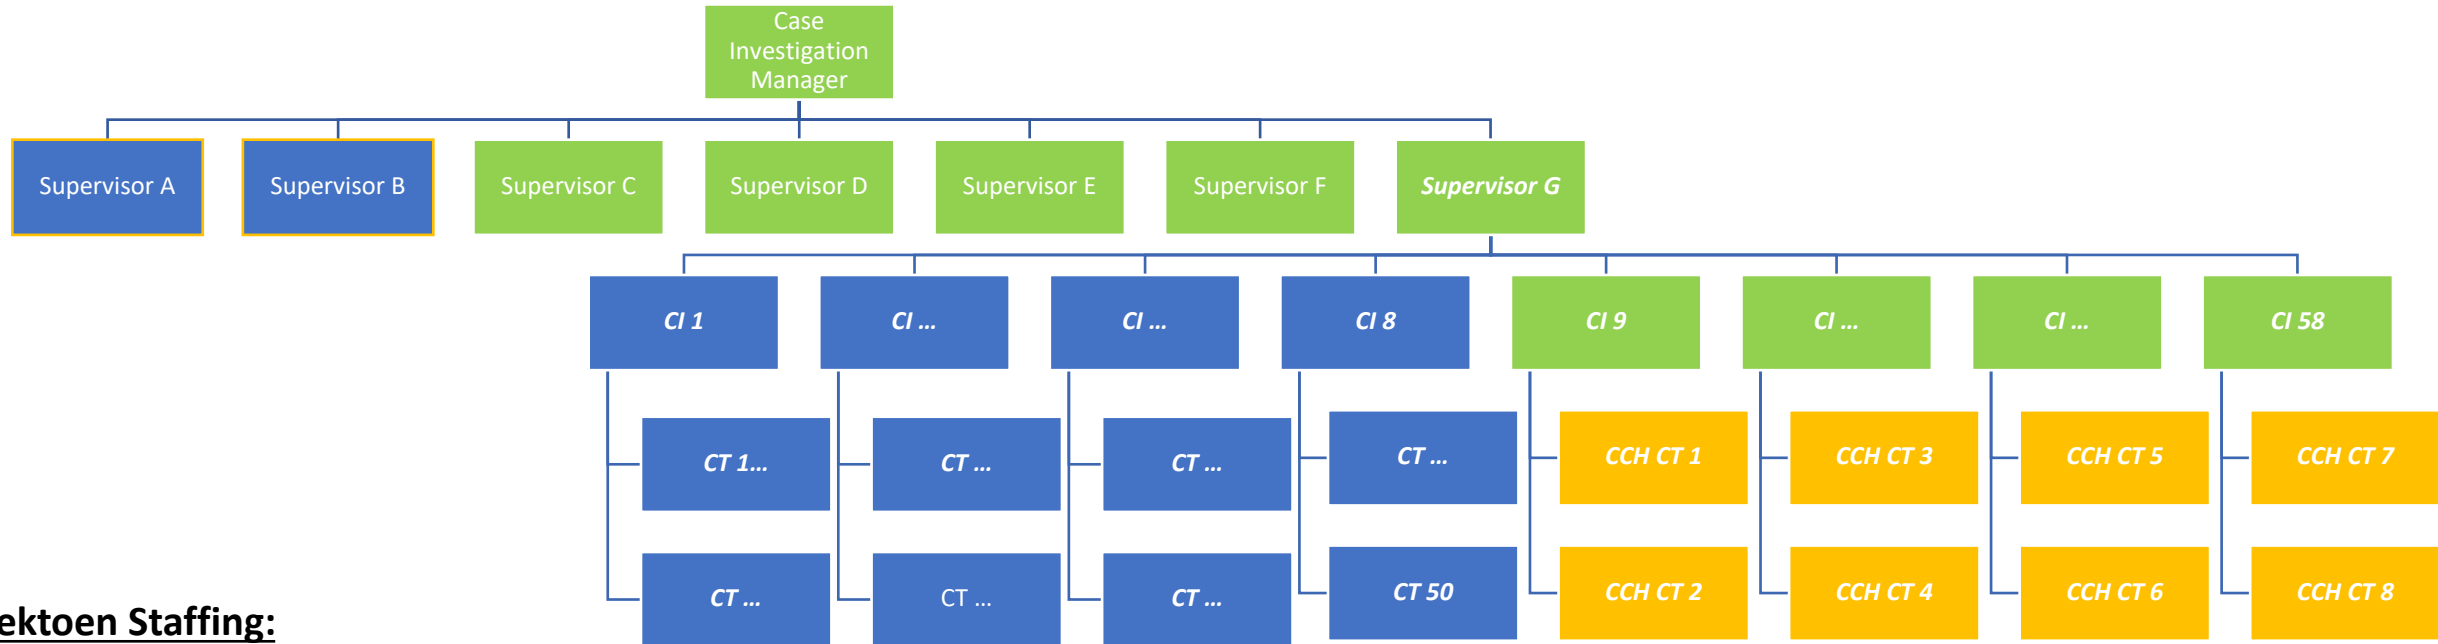 Case
Investigation
Manager
Supervisor A
Supervisor B
Supervisor C
Supervisor D
Supervisor E
Supervisor F
Supervisor G
CI 1
CI ...
CI ...
CI 8
CI 9
CI ...
CI ...
CI 58
CT 1...
CT ...
CT ...
CT ...
CCH CT 1
CCH CT 3
CCH CT 5
CCH CT 7
CT ...
CT ...
CT ...
CT 50
CCH CT 2
CCH CT 4
CCH CT 6
CCH CT 8
ektoen Staffing: